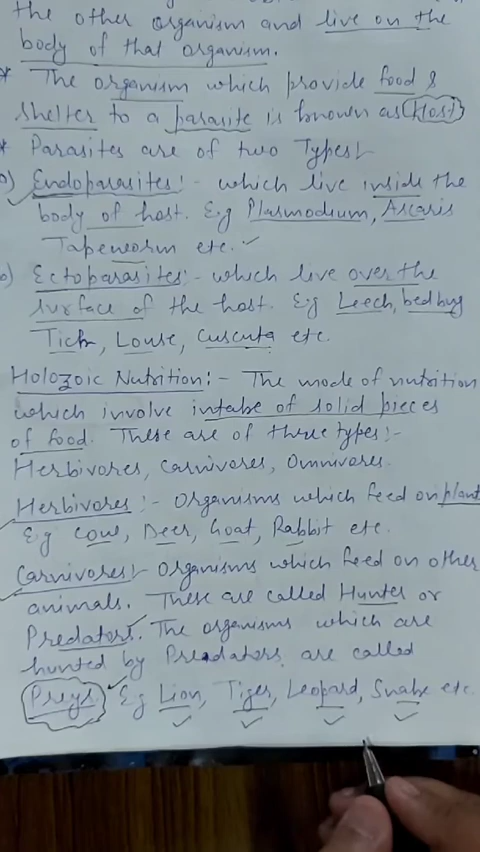 the other organism and live on the
body of that organism.
* The organism which provide food &
shelter to a parasite is known as (Host)
* Parasites are of two Types:-
a) Endoparasites:- which live inside the
body of host. E.g Plasmodium, Ascaris
Tapeworm etc.
b) Ectoparasites:- which live over the
surface of the host. E.g Leech, bed bug
Tick, Louse, Cuscuta etc.
Holozoic Nutrition:- The mode of nutrition
which involve intake of solid pieces
of food. These are of three types:-
Herbivores, Carnivores, Omnivores.
Herbivores:- Organisms which feed on plant
E.g Cow, Deer, Goat, Rabbit etc.
Carnivores:- Organisms which feed on other
animals. These are called Hunter or
Predators. The organisms which are
hunted by Predators are called
Preys E.g Lion, Tiger, Leopard, Snake etc.